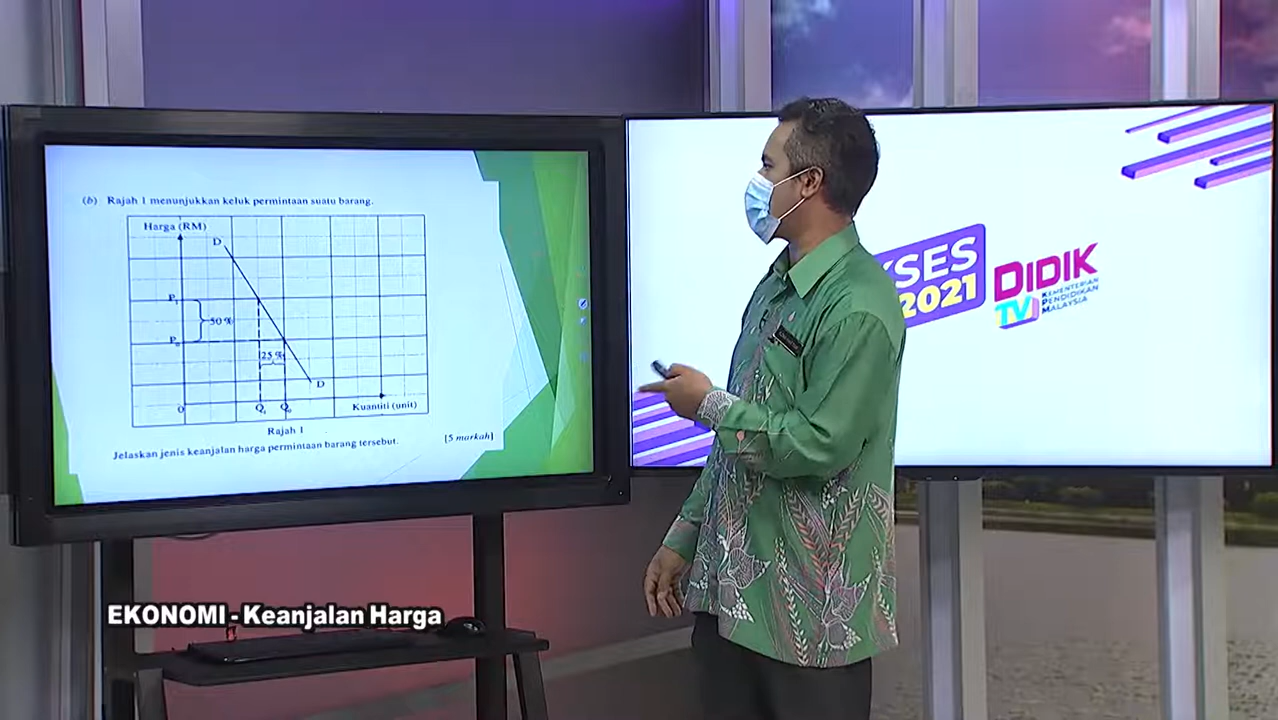 (b) Rajah 1 menunjukkan keluk permintaan suatu barang.
Harga (RM)
D
P₁
50 %
P₀
25 %
D
0
Q₁ Q₀
Kuantiti (unit)
Rajah 1
Jelaskan jenis keanjalan harga permintaan barang tersebut.
[5 markah]
SES
2021
DIDIK
TV
KEMENTERIAN
PENDIDIKAN
MALAYSIA
EKONOMI - Keanjalan Harga